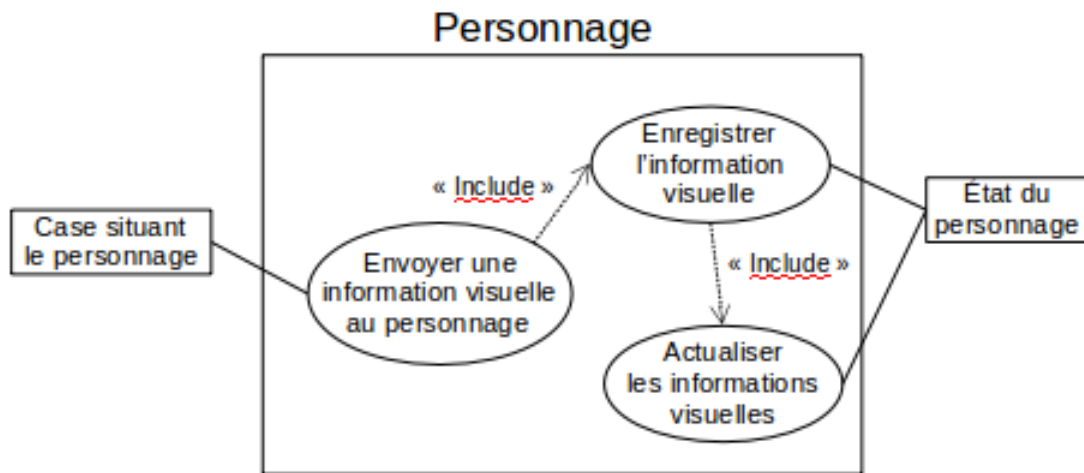 Personnage
Enregistrer
l'information
visuelle
« Include »
Case situant
le personnage
Envoyer une
information visuelle
au personnage
État du
personnage
« Include »
Actualiser
les informations
visuelles